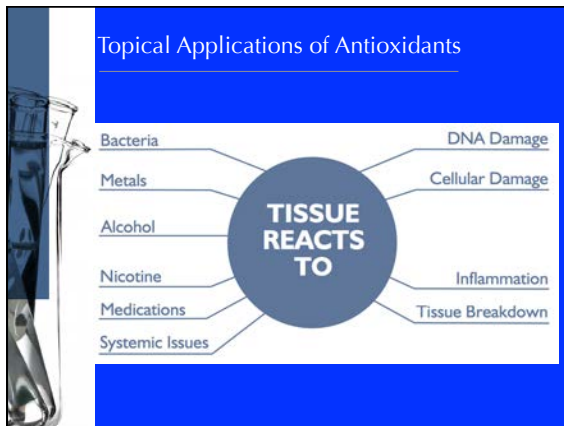 Topical Applications of Antioxidants
Bacteria
Metals
Alcohol
Nicotine
Medications
Systemic Issues
TISSUE
REACTS
TO
DNA Damage
Cellular Damage
Inflammation
Tissue Breakdown